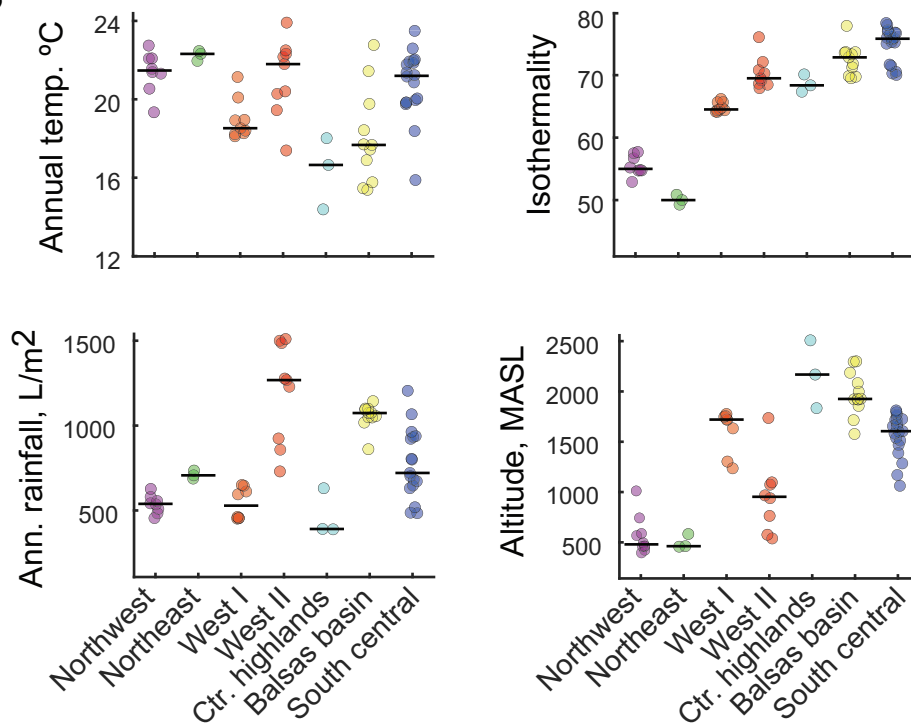 Annual temp. ºC
24
20
16
12
Isothermality
80
70
60
50
Ann. rainfall, L/m2
1500
1000
500
Northwest
Northeast
West I
West II
Ctr. highlands
Balsas basin
South central
Altitude, MASL
2500
2000
1500
1000
500
Northwest
Northeast
West I
West II
Ctr. highlands
Balsas basin
South central